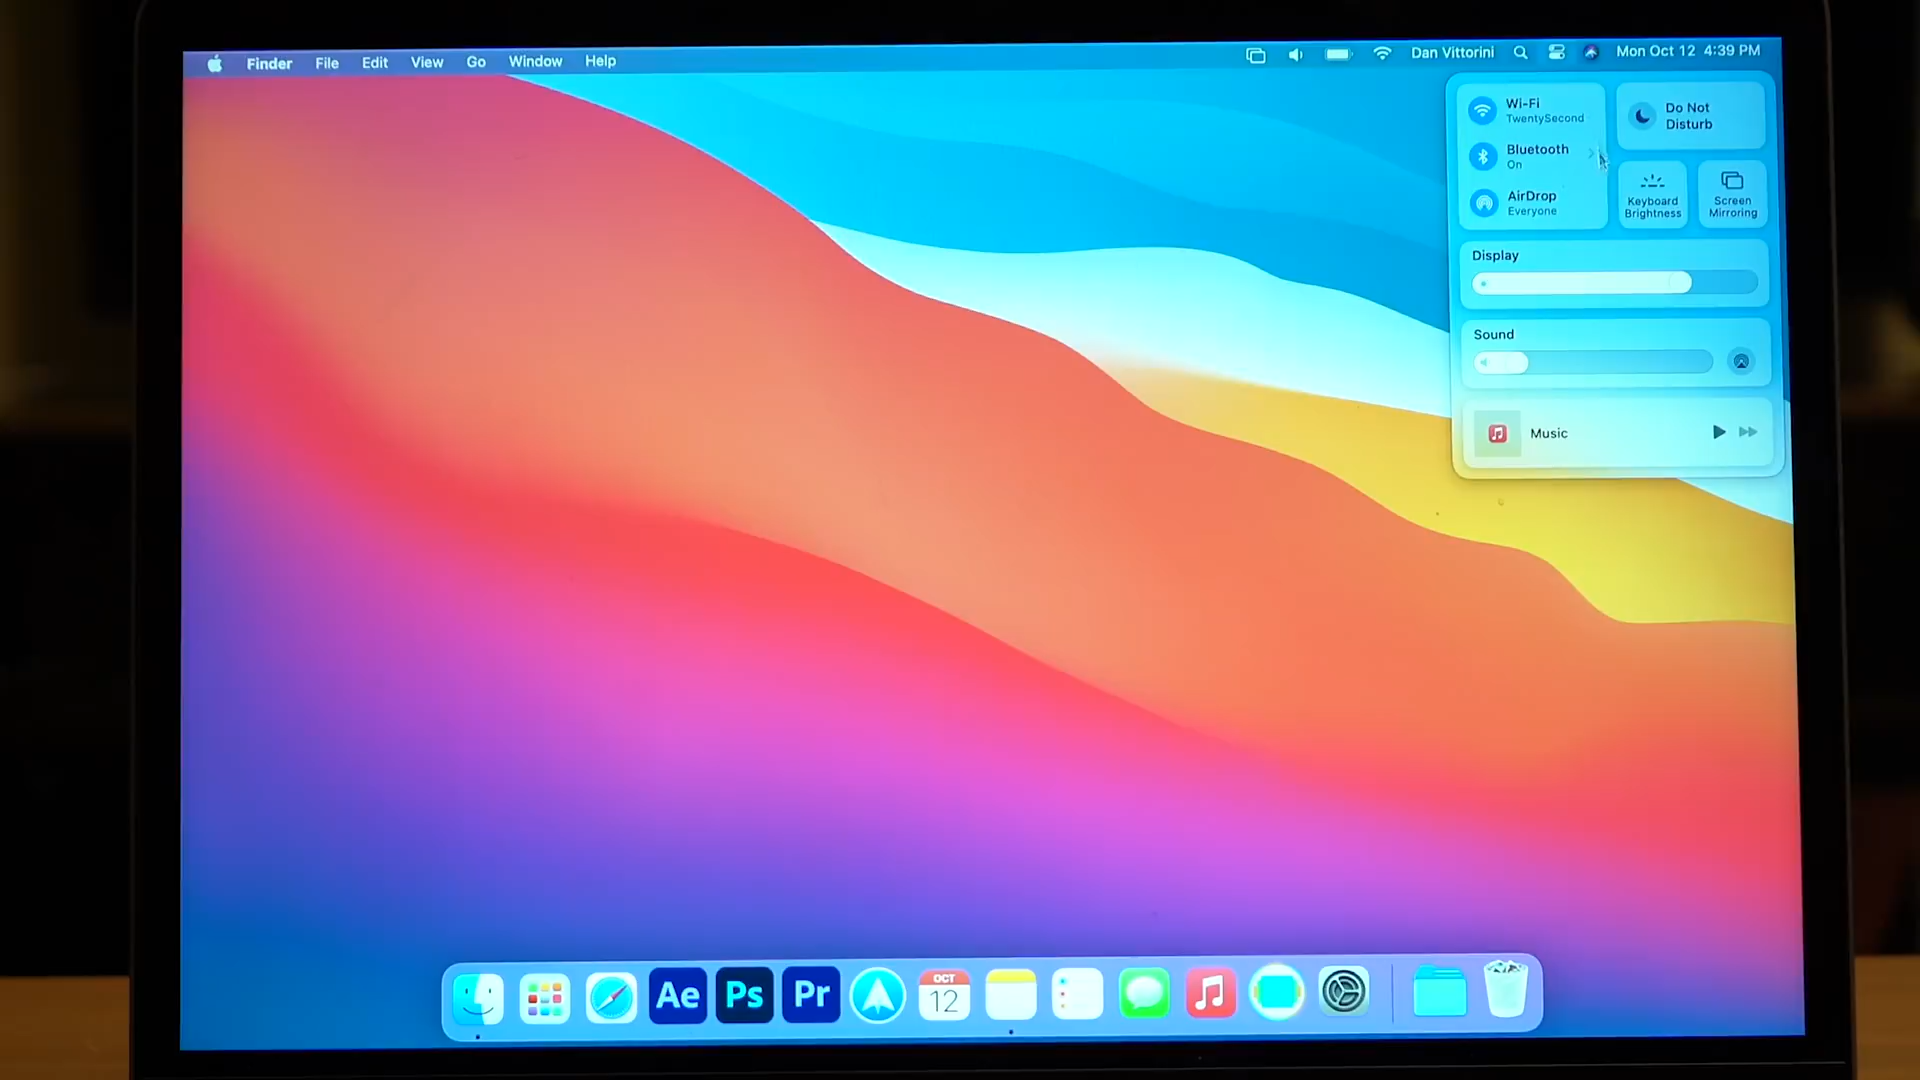 Finder File Edit View Go Window Help
Dan Vittorini Mon Oct 12 4:39 PM
Wi-Fi
TwentySecond
Do Not
Disturb
Bluetooth
On
AirDrop
Everyone
Keyboard
Brightness
Screen
Mirroring
Display
Sound
Music
Ae Ps Pr
OCT
12